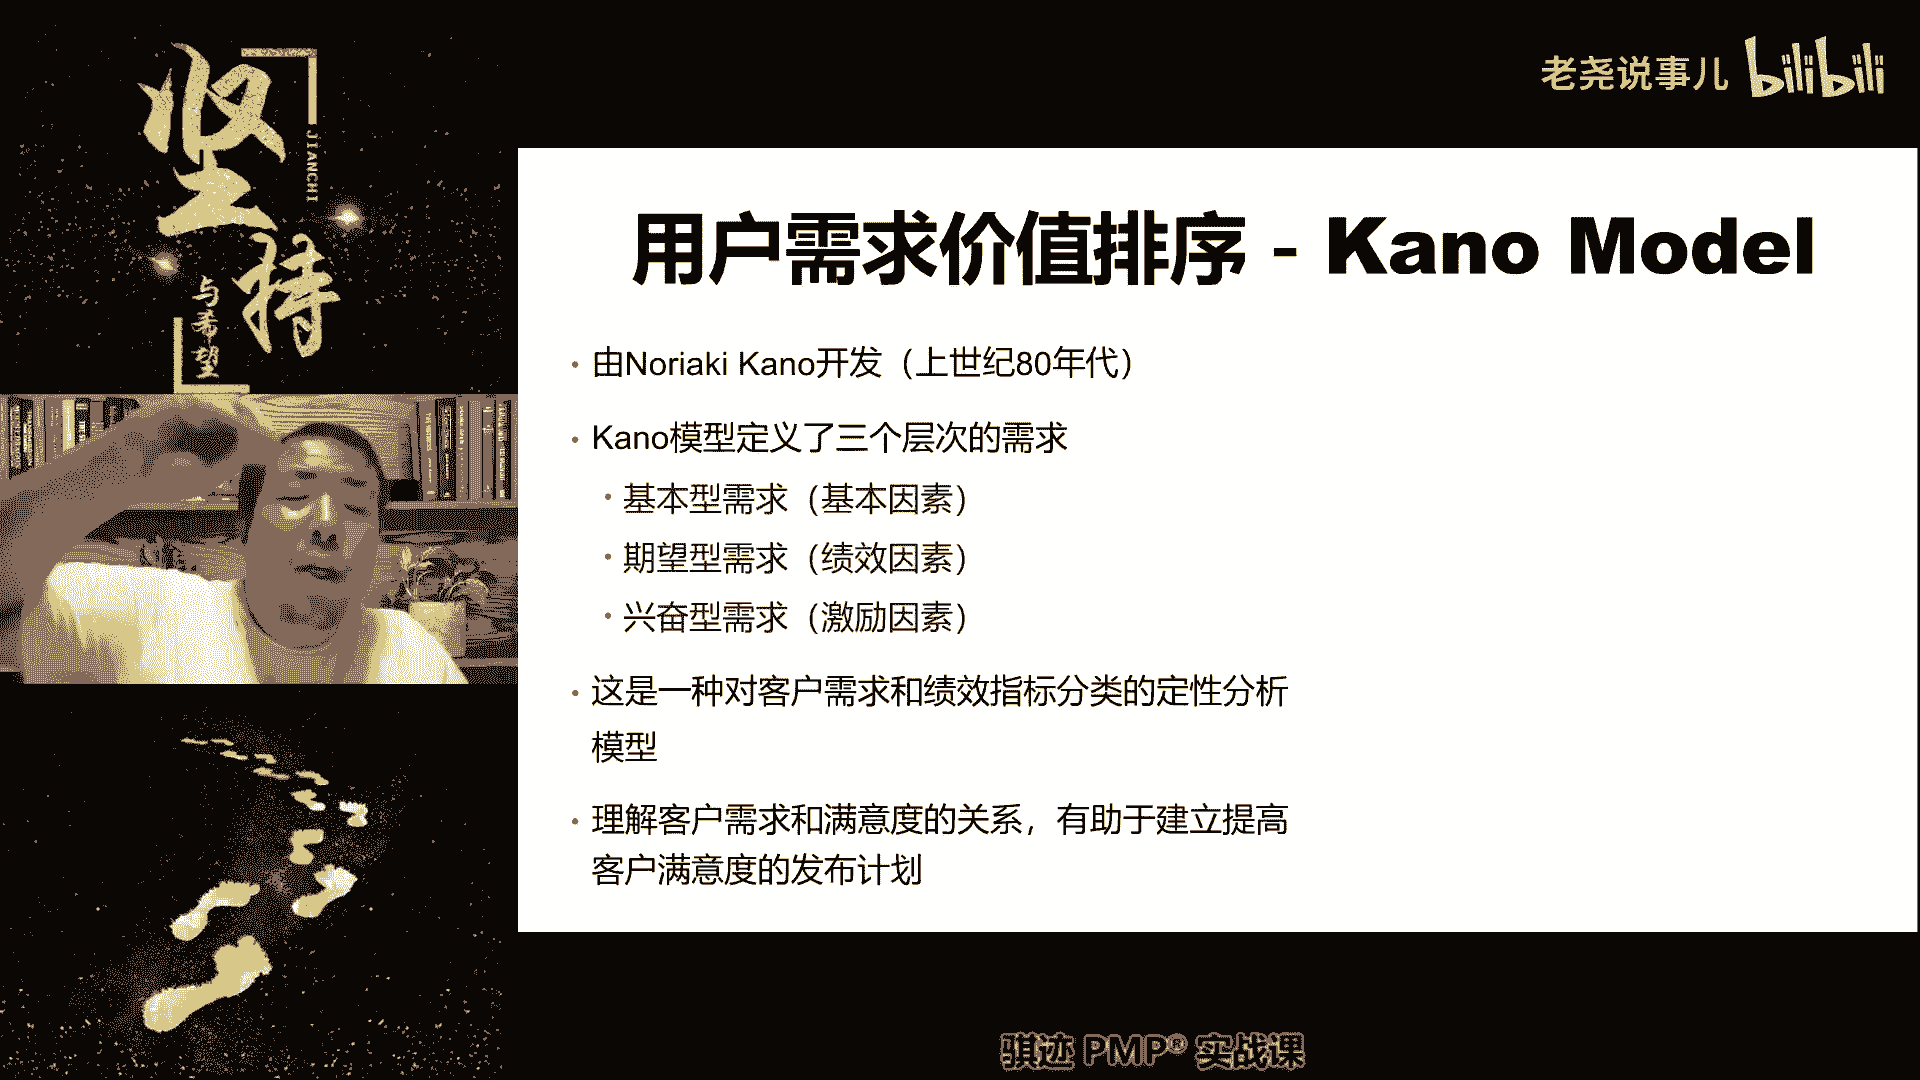 坚持
JIANCHI
与希望
老尧说事儿 bilibili
用户需求价值排序 - Kano Model
· 由Noriaki Kano开发（上世纪80年代）
· Kano模型定义了三个层次的需求
· 基本型需求（基本因素）
· 期望型需求（绩效因素）
· 兴奋型需求（激励因素）
· 这是一种对客户需求和绩效指标分类的定性分析
模型
· 理解客户需求和满意度的关系，有助于建立提高
客户满意度的发布计划
骐迹 PMP® 实战课